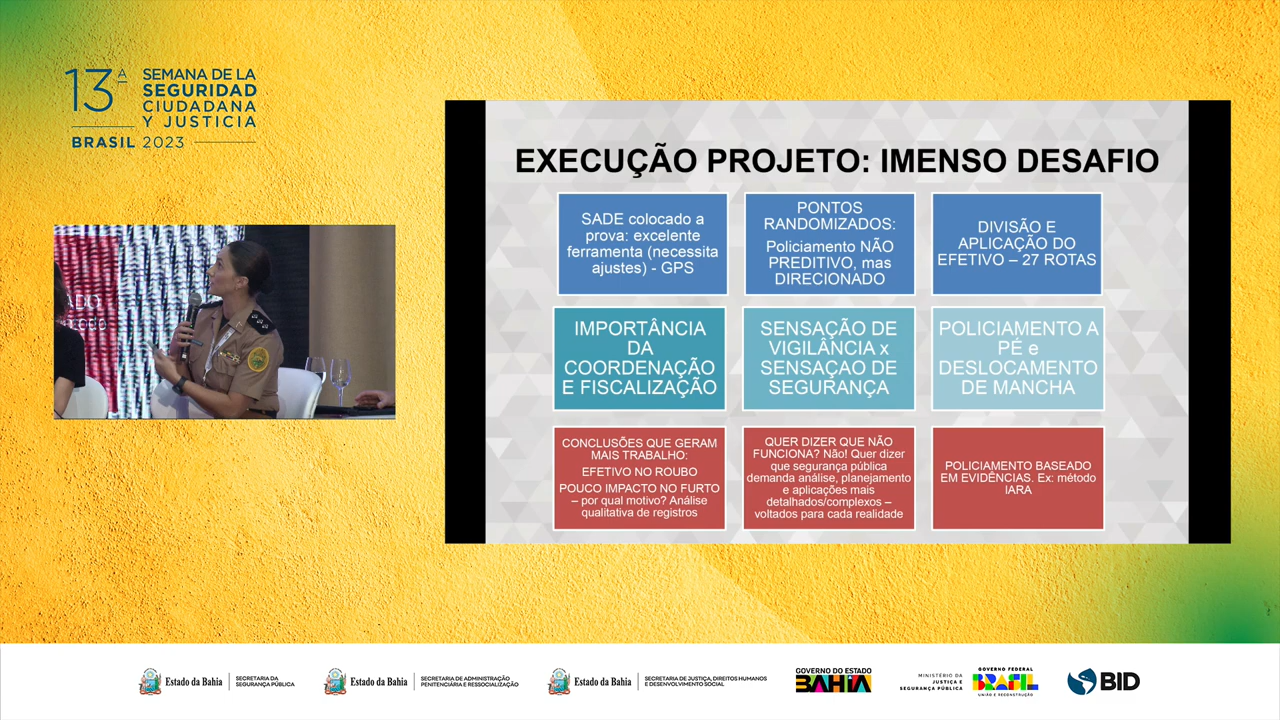 13ª SEMANA DE LA
SEGURIDAD
CIUDADANA
Y JUSTICIA
BRASIL 2023
EXECUÇÃO PROJETO: IMENSO DESAFIO
SADE colocado a
prova: excelente
ferramenta (necessita
ajustes) - GPS
PONTOS
RANDOMIZADOS:
Policiamento NÃO
PREDITIVO, mas
DIRECIONADO
DIVISÃO E
APLICAÇÃO DO
EFETIVO – 27 ROTAS
IMPORTÂNCIA
DA
COORDENAÇÃO
E FISCALIZAÇÃO
SENSAÇÃO DE
VIGILÂNCIA x
SENSAÇAO DE
SEGURANÇA
POLICIAMENTO A
PÉ e
DESLOCAMENTO
DE MANCHA
CONCLUSÕES QUE GERAM
MAIS TRABALHO:
EFETIVO NO ROUBO
POUCO IMPACTO NO FURTO
– por qual motivo? Análise
qualitativa de registros
QUER DIZER QUE NÃO
FUNCIONA? Não! Quer dizer
que segurança pública
demanda análise, planejamento
e aplicações mais
detalhados/complexos –
voltados para cada realidade
POLICIAMENTO BASEADO
EM EVIDÊNCIAS. Ex: método
IARA
Estado da Bahia
SECRETARIA DA
SEGURANÇA PÚBLICA
Estado da Bahia
SECRETARIA DE ADMINISTRAÇÃO
PENITENCIÁRIA E RESSOCIALIZAÇÃO
Estado da Bahia
SECRETARIA DE JUSTIÇA, DIREITOS HUMANOS
E DESENVOLVIMENTO SOCIAL
GOVERNO DO ESTADO
BAHIA
MINISTÉRIO DA
JUSTIÇA E
SEGURANÇA PÚBLICA
GOVERNO FEDERAL
BRASIL
UNIÃO E RECONSTRUÇÃO
BID